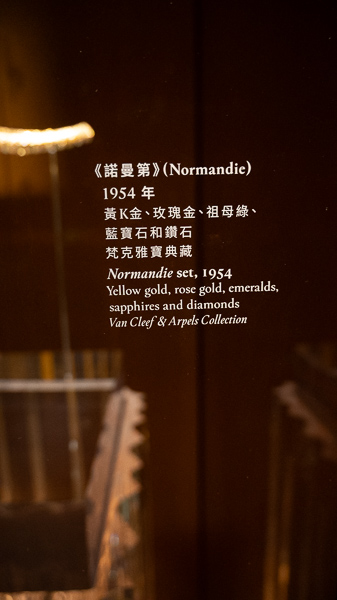 《諾曼第》(Normandie)
1954 年
黃K金、玫瑰金、祖母綠、
藍寶石和鑽石
梵克雅寶典藏
Normandie set, 1954
Yellow gold, rose gold, emeralds,
sapphires and diamonds
Van Cleef & Arpels Collection